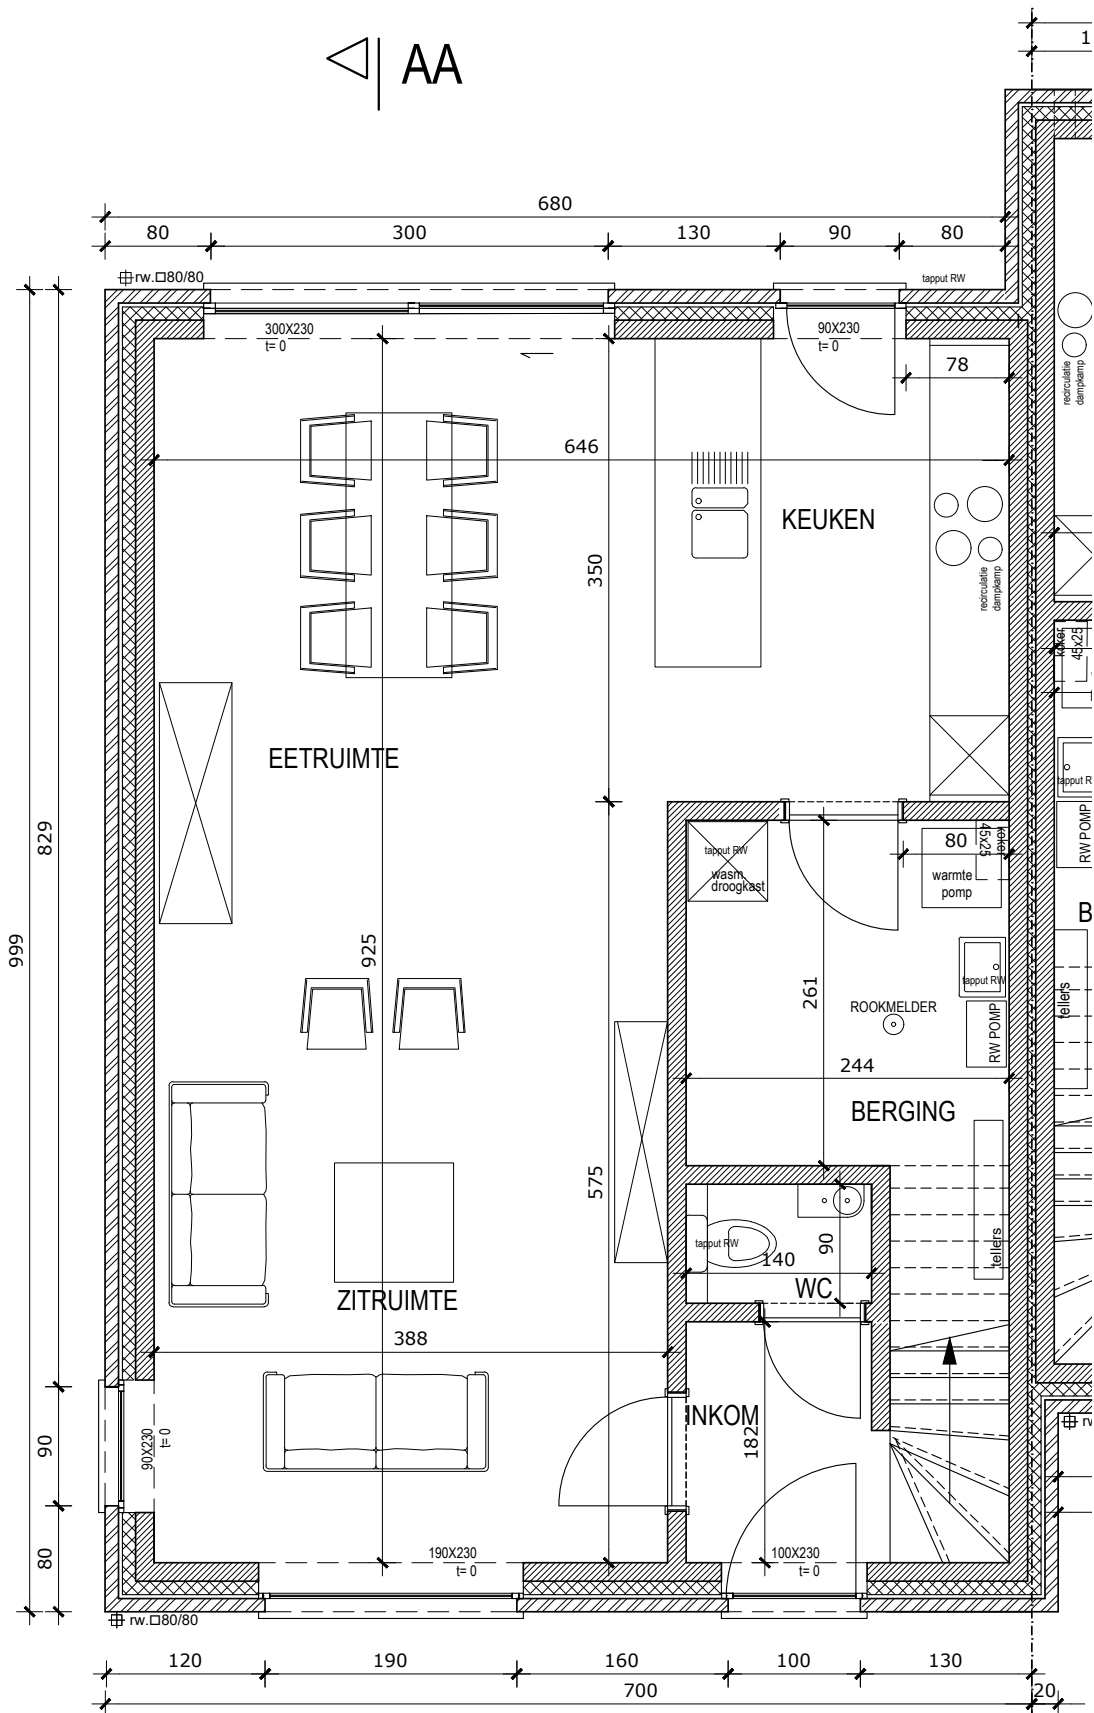 AA
680
80
300
130
90
80
rw.□80/80
tapput RW
300X230
t= 0
90X230
t= 0
78
646
KEUKEN
350
recirculatie
dampkamp
recirculatie
dampkamp
EETRUIMTE
829
999
925
tapput RW
wasm
droogkast
80
koker
45x25
koker
45x25
warmte
pomp
261
tapput RW
ROOKMELDER
RW POMP
RW POMP
tellers
244
BERGING
575
tapput RW
140
90
WC
tellers
ZITRUIMTE
388
90X230
t= 0
90
INKOM
182
80
190X230
t= 0
100X230
t= 0
rw.□80/80
120
190
160
100
130
700
20